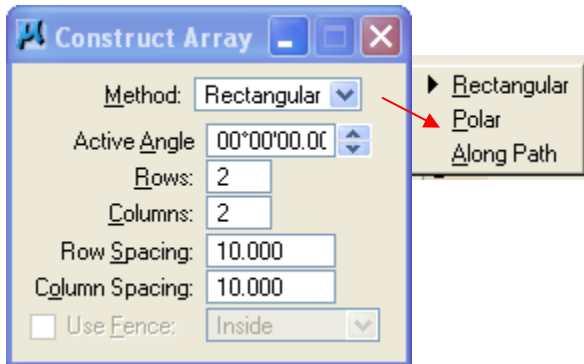 Construct Array
Method: Rectangular
Rectangular
Polar
Along Path
Active Angle 00°00'00.00
Rows: 2
Columns: 2
Row Spacing: 10.000
Column Spacing: 10.000
Use Fence: Inside